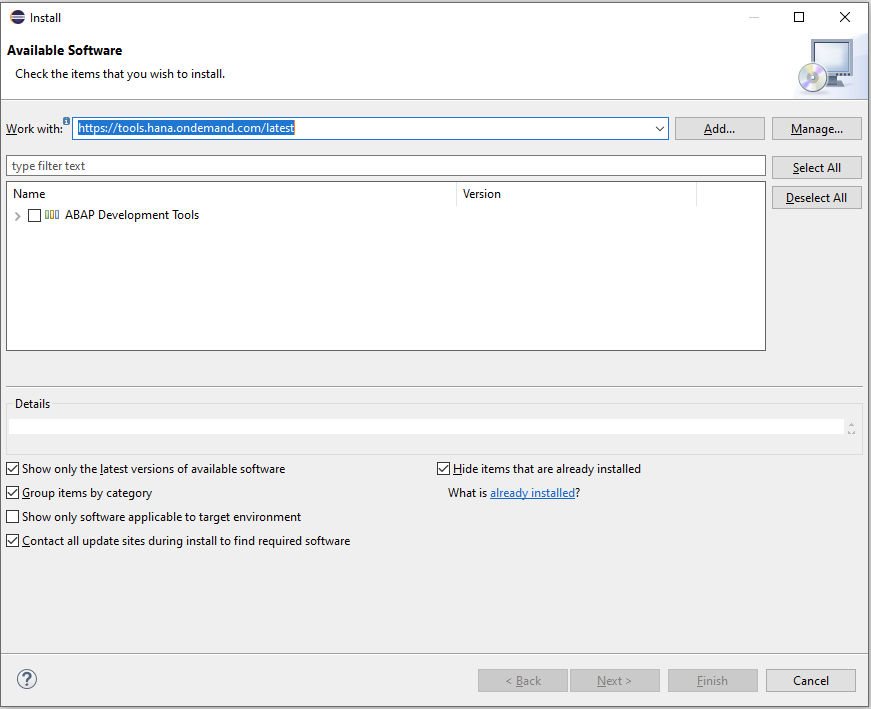 Install
Available Software
Check the items that you wish to install.
Work with: https://tools.hana.ondemand.com/latest Add... Manage...
type filter text Select All
Name Version Deselect All
ABAP Development Tools
Details
Show only the latest versions of available software Hide items that are already installed
Group items by category What is already installed?
Show only software applicable to target environment
Contact all update sites during install to find required software
? < Back Next > Finish Cancel